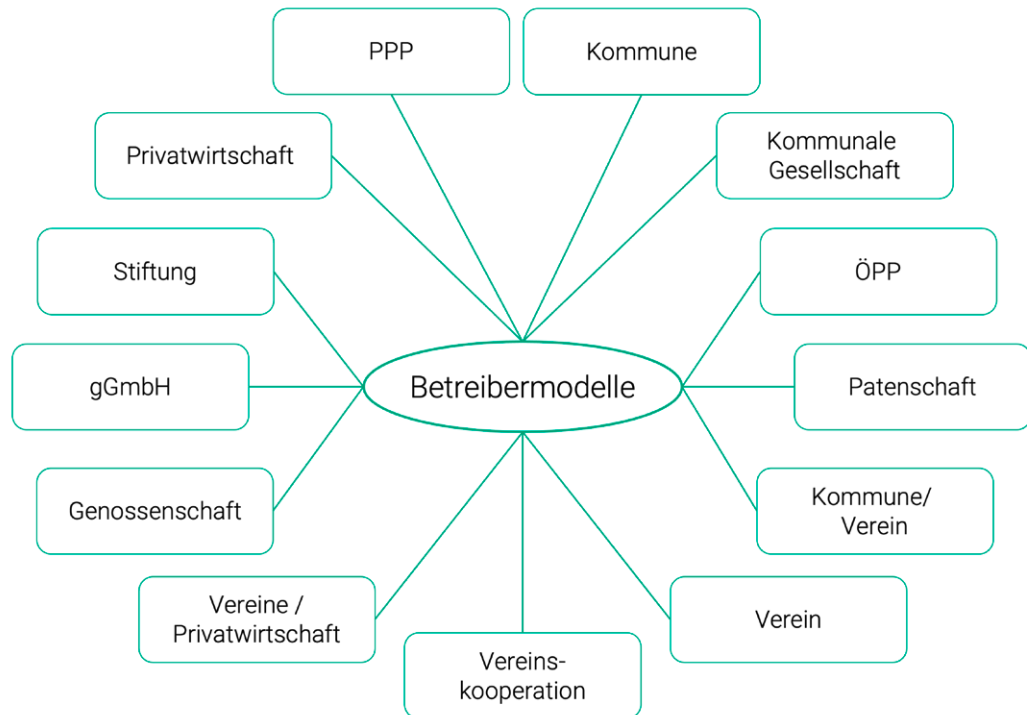 PPP
Kommune
Privatwirtschaft
Kommunale
Gesellschaft
Stiftung
ÖPP
gGmbH
Betreibermodelle
Patenschaft
Genossenschaft
Kommune/
Verein
Vereine /
Privatwirtschaft
Verein
Vereins-
kooperation